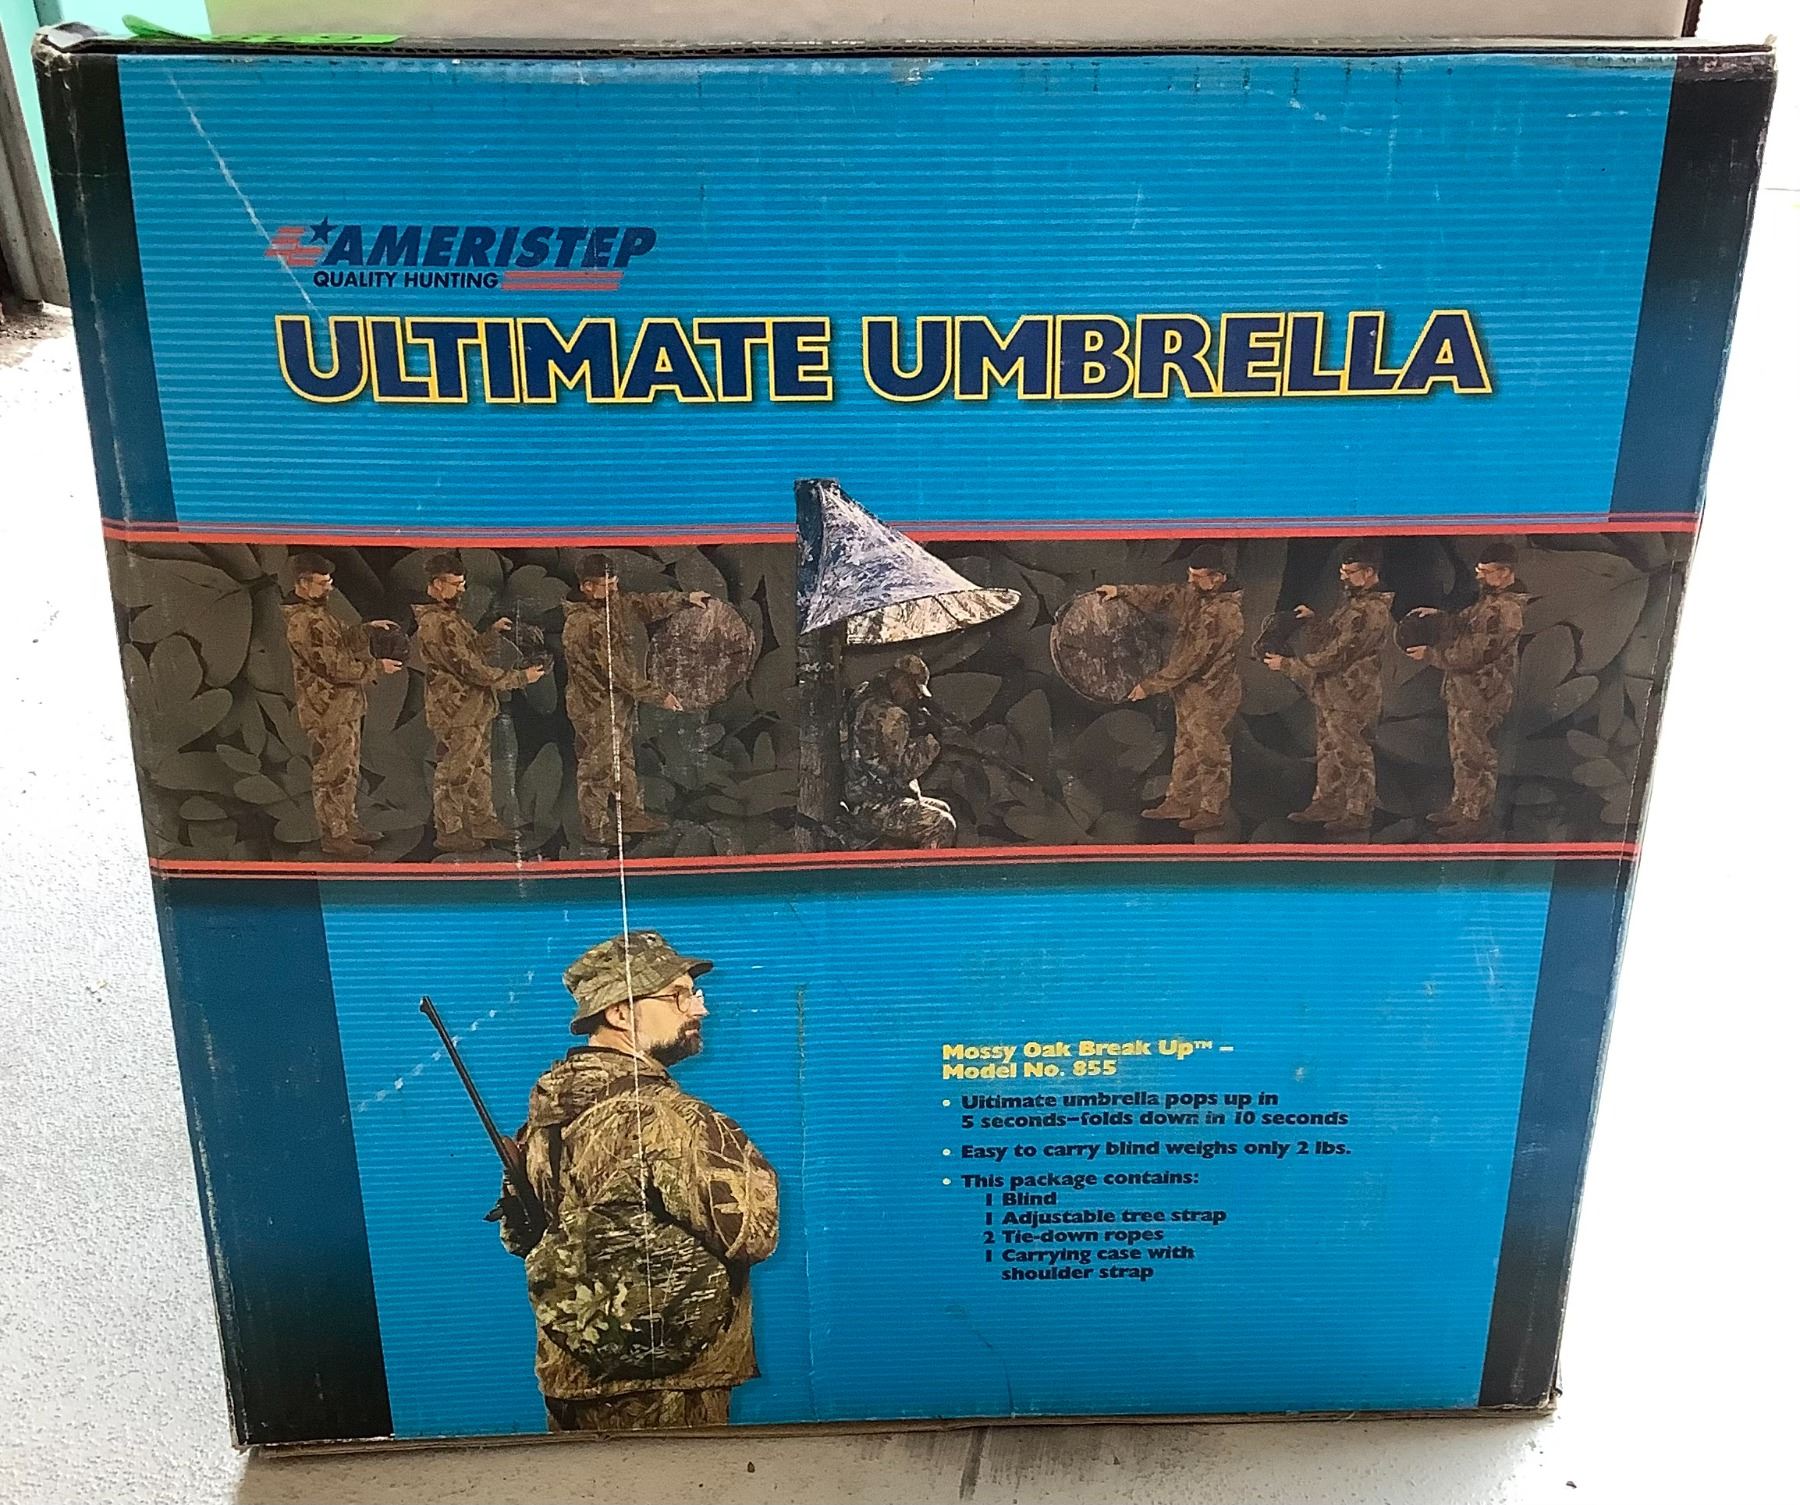 AMERISTEP
QUALITY HUNTING
ULTIMATE UMBRELLA
Mossy Oak Break Up™ –
Model No. 855
• Ultimate umbrella pops up in
5 seconds–folds down in 10 seconds
• Easy to carry blind weighs only 2 lbs.
• This package contains:
1 Blind
1 Adjustable tree strap
2 Tie-down ropes
1 Carrying case with
shoulder strap